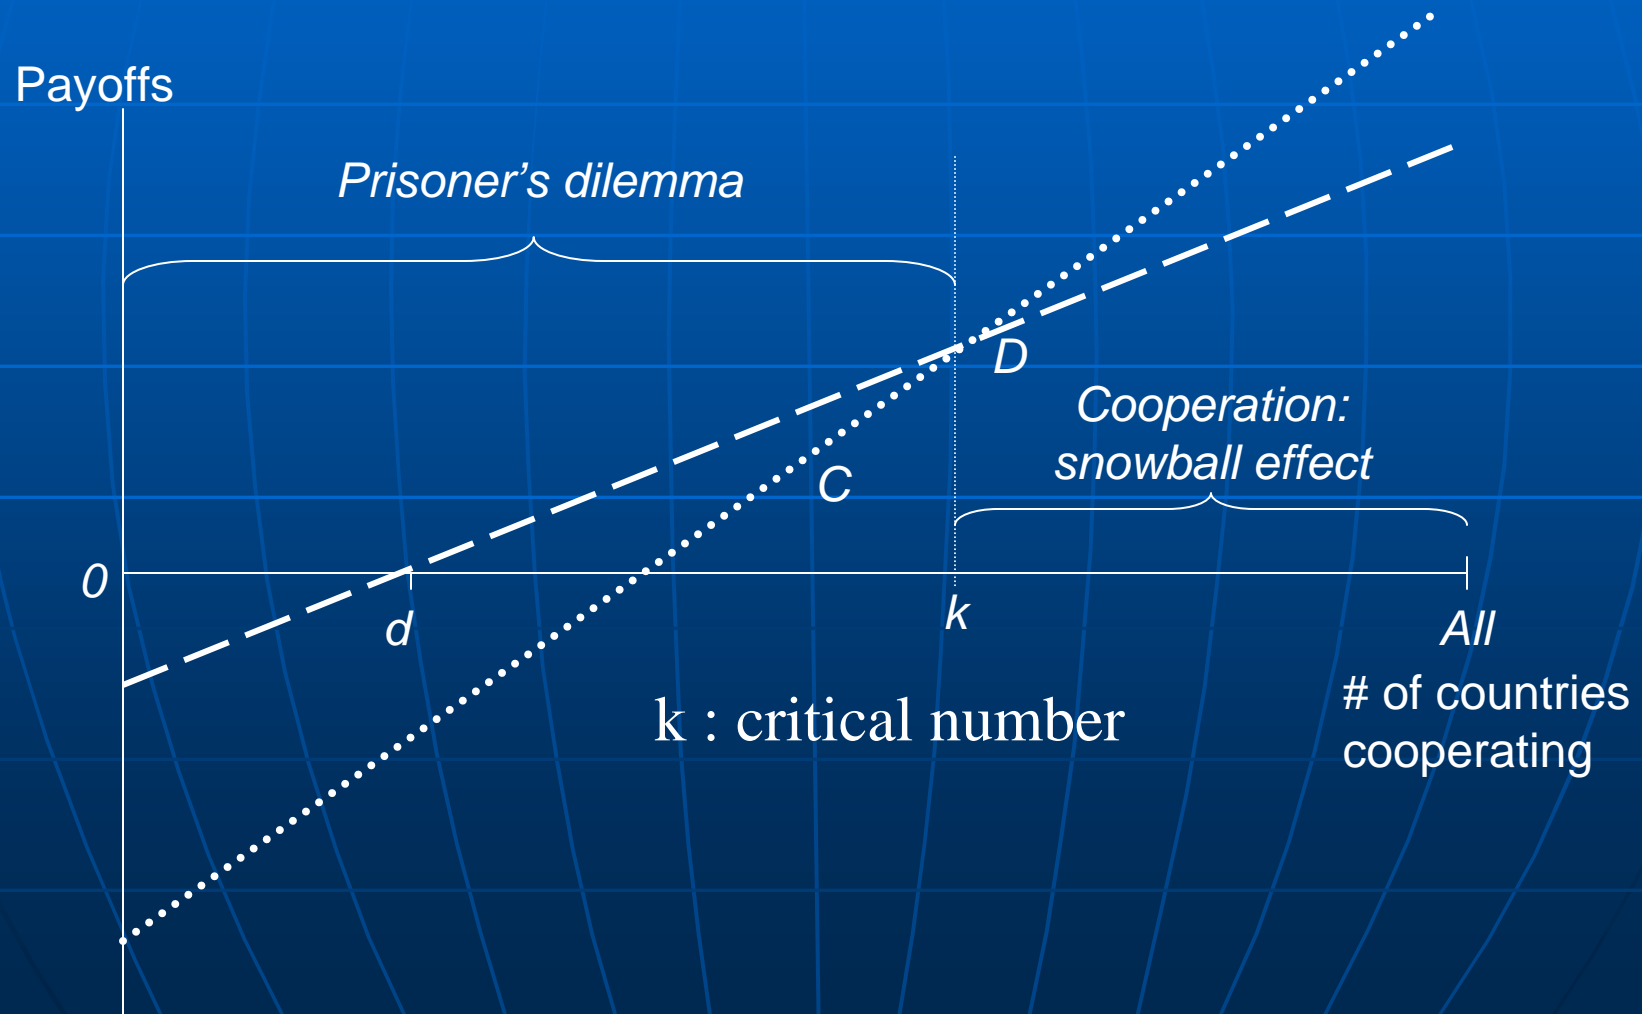 Payoffs
Prisoner’s dilemma
D
Cooperation:
snowball effect
C
0
d
k
All
# of countries
cooperating
k : critical number